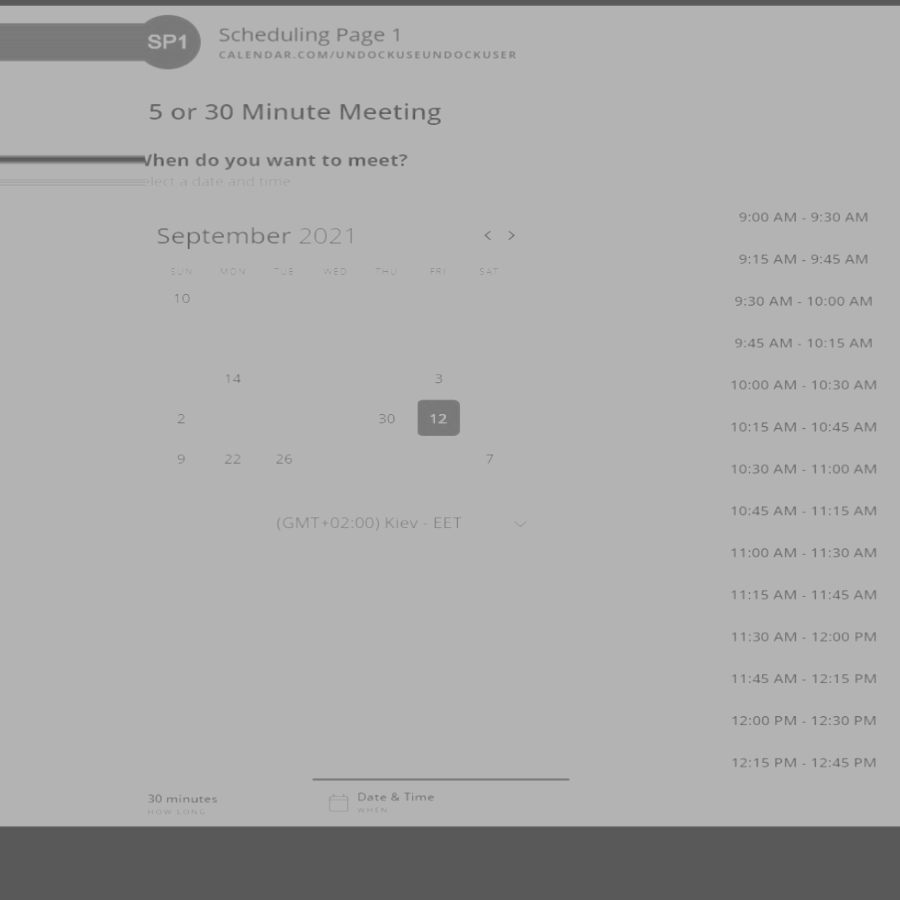 SP1
Scheduling Page 1
CALENDAR.COM/UNDOCKUSEUNDOCKUSER
5 or 30 Minute Meeting
When do you want to meet?
elect a date and time
September 2021 < >
SUN MON TUE WED THU FRI SAT
10
14 3
2 30 12
9 22 26 7
(GMT+02:00) Kiev - EET
9:00 AM - 9:30 AM
9:15 AM - 9:45 AM
9:30 AM - 10:00 AM
9:45 AM - 10:15 AM
10:00 AM - 10:30 AM
10:15 AM - 10:45 AM
10:30 AM - 11:00 AM
10:45 AM - 11:15 AM
11:00 AM - 11:30 AM
11:15 AM - 11:45 AM
11:30 AM - 12:00 PM
11:45 AM - 12:15 PM
12:00 PM - 12:30 PM
12:15 PM - 12:45 PM
30 minutes
HOW LONG
Date & Time
WHEN